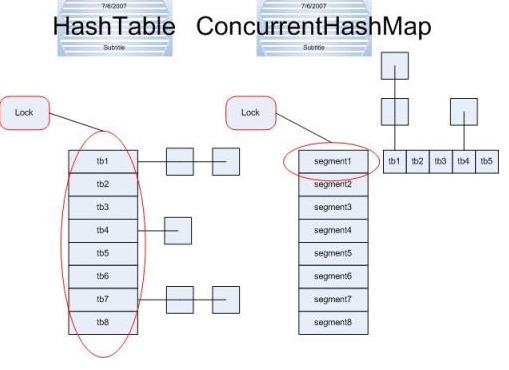 7/6/2007
7/6/2007
HashTable ConcurrentHashMap
Subtitle
Subtitle
Lock
Lock
tb1
tb2
tb3
tb4
tb5
tb6
tb7
tb8
segment1
segment2
segment3
segment4
segment5
segment6
segment7
segment8
tb1 tb2 tb3 tb4 tb5